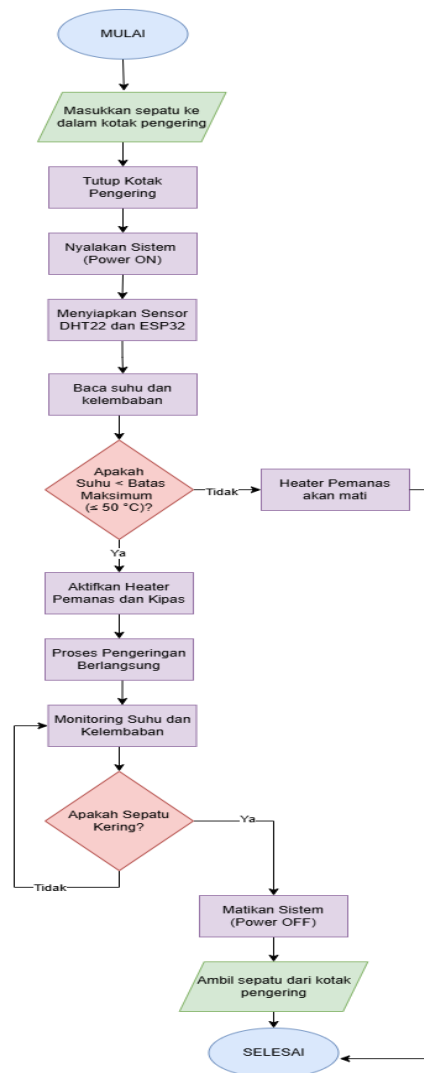 MULAI
Masukkan sepatu ke
dalam kotak pengering
Tutup Kotak
Pengering
Nyalakan Sistem
(Power ON)
Menyiapkan Sensor
DHT22 dan ESP32
Baca suhu dan
kelembaban
Apakah
Suhu < Batas
Maksimum
(≤ 50 °C)?
Tidak
Heater Pemanas
akan mati
Ya
Aktifkan Heater
Pemanas dan Kipas
Proses Pengeringan
Berlangsung
Monitoring Suhu dan
Kelembaban
Apakah Sepatu
Kering?
Ya
Tidak
Matikan Sistem
(Power OFF)
Ambil sepatu dari kotak
pengering
SELESAI